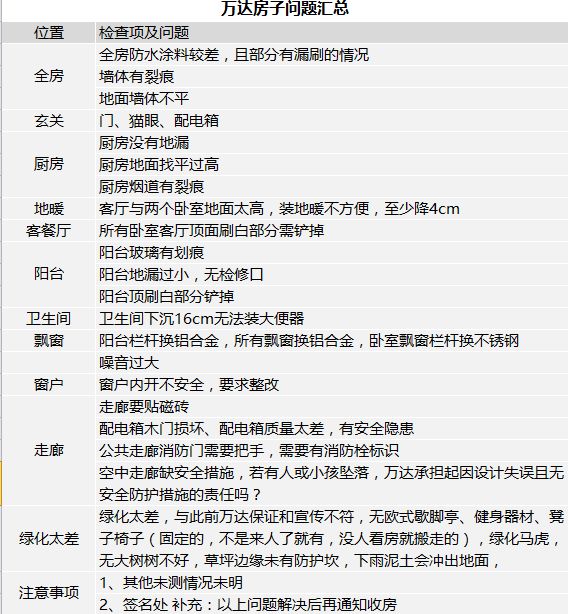 万达房子问题汇总
位置 检查项及问题
全房
全房防水涂料较差，且部分有漏刷的情况
墙体有裂痕
地面墙体不平
玄关 门、猫眼、配电箱
厨房
厨房没有地漏
厨房地面找平过高
厨房烟道有裂痕
地暖 客厅与两个卧室地面太高，装地暖不方便，至少降4cm
客餐厅 所有卧室客厅顶面刷白部分需铲掉
阳台
阳台玻璃有划痕
阳台地漏过小，无检修口
阳台顶刷白部分铲掉
卫生间 卫生间下沉16cm无法装大便器
飘窗 阳台栏杆换铝合金，所有飘窗换铝合金，卧室飘窗栏杆换不锈钢
窗户
噪音过大
窗户内开不安全，要求整改
走廊
走廊要贴磁砖
配电箱木门损坏、配电箱质量太差，有安全隐患
公共走廊消防门需要把手，需要有消防栓标识
空中走廊缺安全措施，若有人或小孩坠落，万达承担起因设计失误且无
安全防护措施的责任吗？
绿化太差
绿化太差，与此前万达保证和宣传不符，无欧式歇脚亭、健身器材、凳
子椅子（固定的，不是来人了就有，没人看房就搬走的），绿化马虎，
无大树树不好，草坪边缘未有防护坎，下雨泥土会冲出地面，
注意事项
1、其他未测情况未明
2、签名处 补充：以上问题解决后再通知收房